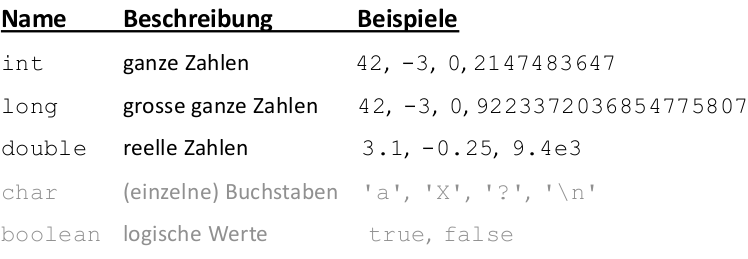 Name Beschreibung Beispiele
int ganze Zahlen 42, -3, 0, 2147483647
long grosse ganze Zahlen 42, -3, 0, 9223372036854775807
double reelle Zahlen 3.1, -0.25, 9.4e3
char (einzelne) Buchstaben 'a', 'X', '?', '\n'
boolean logische Werte true, false